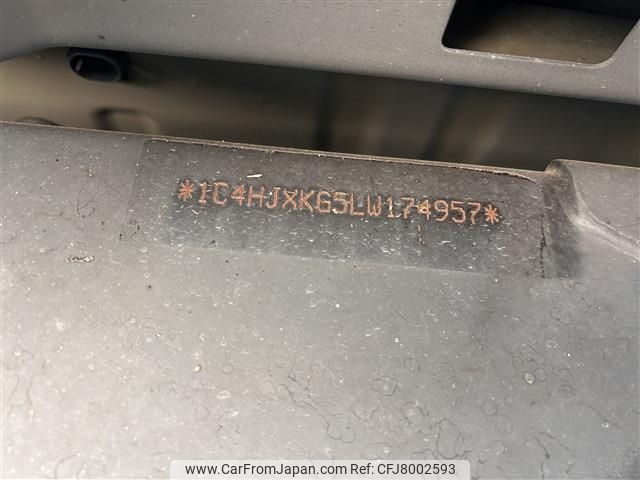 *1C4HJXKG5LW174957*
www.CarFromJapan.com | Ref. CFJ8002593